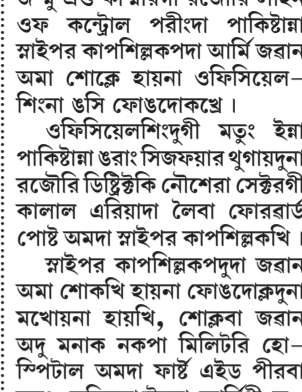 ওফ কন্ট্রোল পরীংদা পাকিস্টান্না
স্নাইপর কাপশিল্লকপদা আর্মি জৱান
অমা শোক্লে হায়না ওফিসিয়েল–
শিংনা ঙসি ফোঙদোকখ্রে ।
ওফিসিয়েলশিংদুগী মতুং ইন্না
পাকিষ্টান্না ঙরাং সিজফয়ার থুগায়দুনা
রজৌরি ডিষ্ট্রিক্টকি নৌশেরা সেক্টরগী
কালাল এরিয়াদা লৈবা ফোরৱার্ড
পোষ্ট অমদা স্নাইপর কাপশিল্লকখি ।
স্নাইপর কাপশিল্লকপদুদা জৱান
অমা শোকখি হায়না ফোঙদোক্লদুনা
মখোয়না হায়খি, শোক্লবা জৱান
অদু মনাক নকপা মিলিটরি হো–
স্পিটাল অমদা ফার্ষ্ট এইড পীরবা